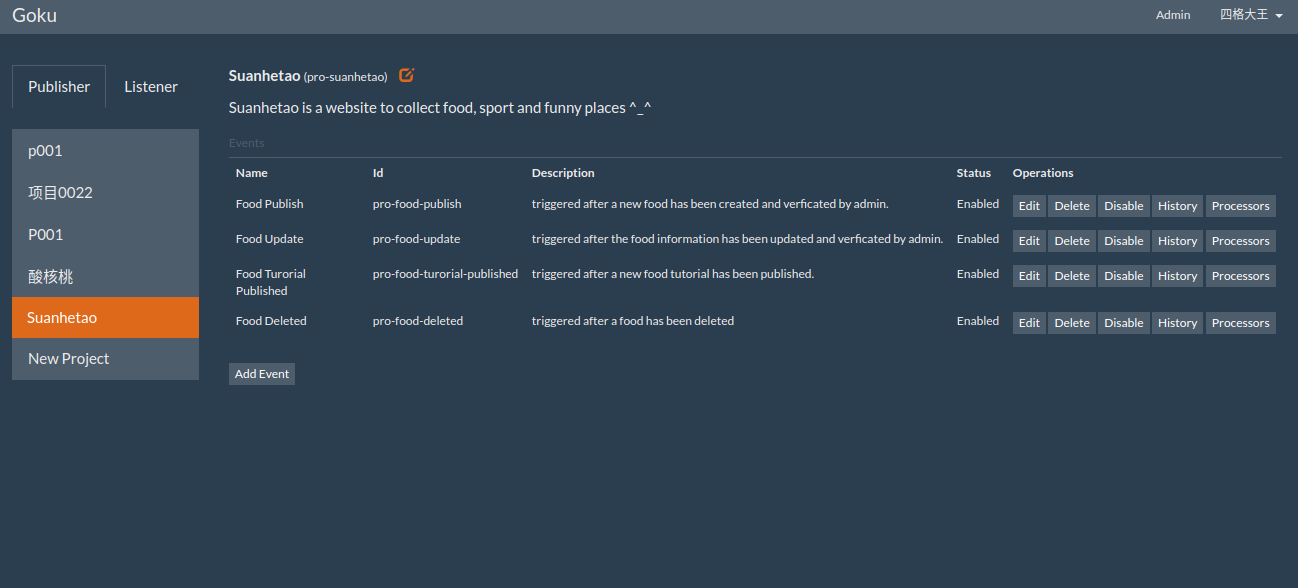 Goku
Admin 四格大王
Publisher Listener
p001
项目0022
P001
酸核桃
Suanhetao
New Project
Suanhetao (pro-suanhetao)
Suanhetao is a website to collect food, sport and funny places ^_^
Events
Name Id Description Status Operations
Food Publish pro-food-publish triggered after a new food has been created and verficated by admin. Enabled Edit Delete Disable History Processors
Food Update pro-food-update triggered after the food information has been updated and verficated by admin. Enabled Edit Delete Disable History Processors
Food Turorial pro-food-turorial-published triggered after a new food tutorial has been published. Enabled Edit Delete Disable History Processors
Published
Food Deleted pro-food-deleted triggered after a food has been deleted Enabled Edit Delete Disable History Processors
Add Event